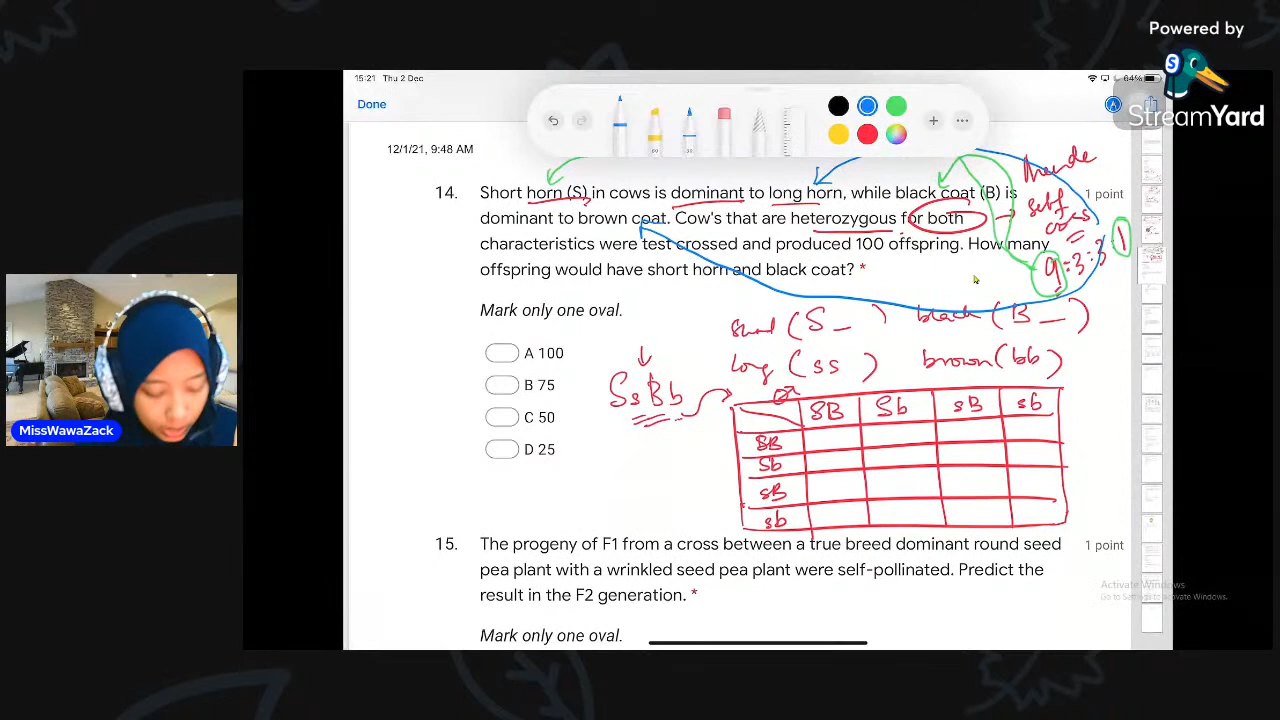 Powered by
S
StreamYard
15:21 Thu 2 Dec
64%
Done
12/1/21, 9:48 AM
14. Short horn (S) in cows is dominant to long horn, while black coat (B) is
dominant to brown coat. Cow's that are heterozygous for both
characteristics were test crossed and produced 100 offspring. How many
offspring would have short horn and black coat? *
1 point
self
cross
9:3:3:1
Mark only one oval.
A 100
B 75
C 50
D 25
(S_) black (B_)
long (ss) brown (bb)
SsBb
SB Sb sB sb
SB
Sb
sB
sb
15. The progeny of F1 from a cross between a true breed dominant round seed
pea plant with a wrinkled seed pea plant were self-pollinated. Predict the
result in the F2 generation. *
1 point
Mark only one oval.
MissWawaZack
Activate Windows
Go to Settings to activate Windows.